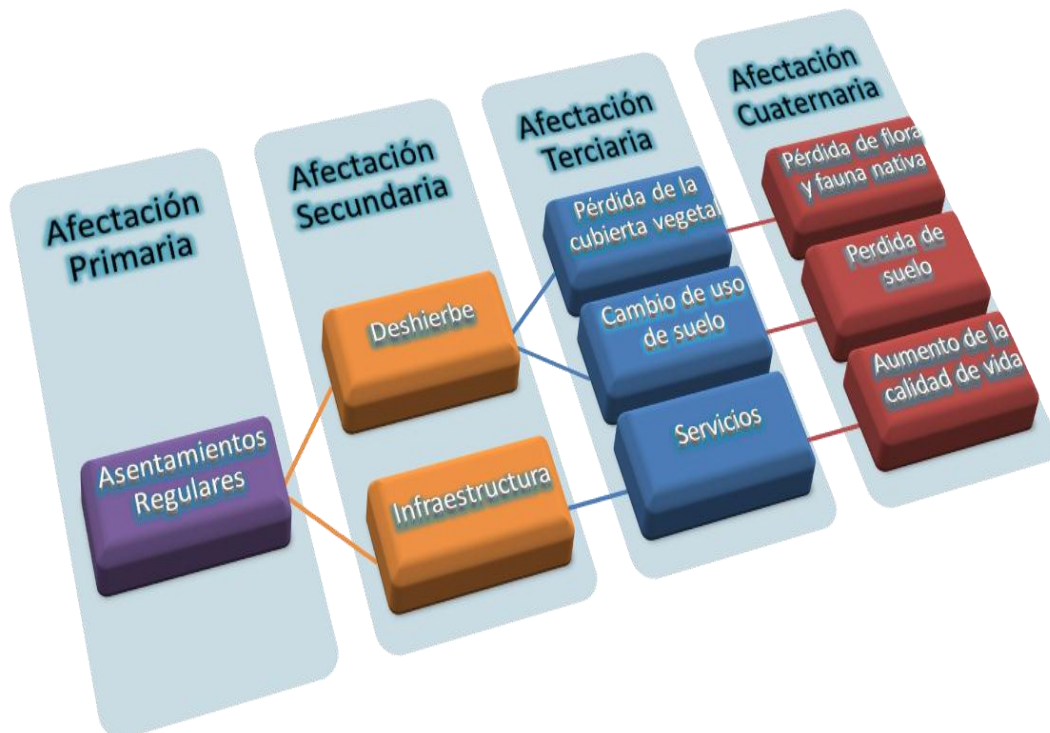 Afectación
Primaria
Asentamientos
Regulares
Afectación
Secundaria
Deshierbe
Infraestructura
Afectación
Terciaria
Pérdida de la
cubierta vegetal
Cambio de uso
de suelo
Servicios
Afectación
Cuaternaria
Pérdida de flora
y fauna nativa
Perdida de
suelo
Aumento de la
calidad de vida